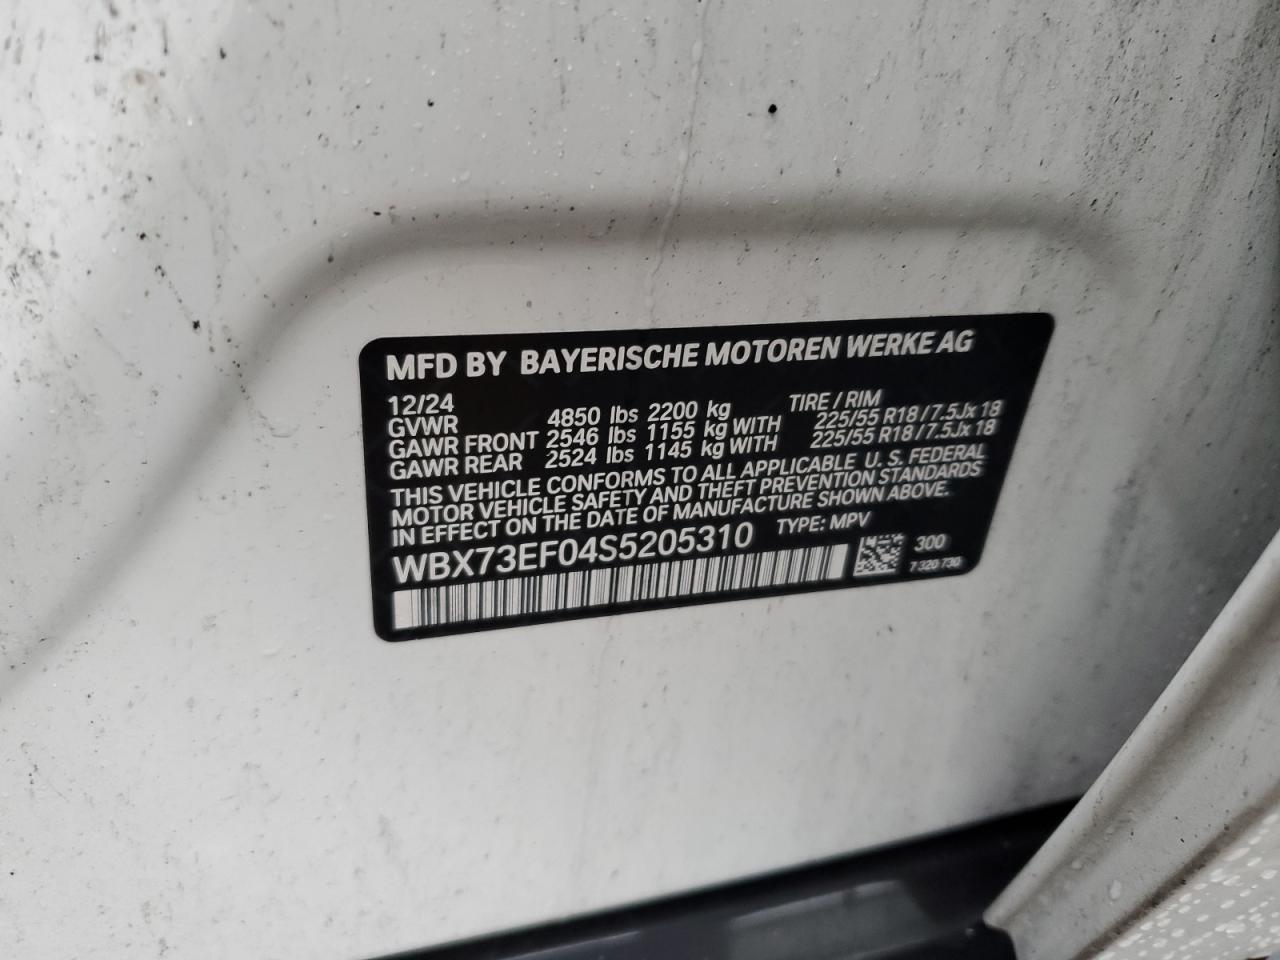 MFD BY BAYERISCHE MOTOREN WERKE AG
12/24 TIRE / RIM
GVWR 4850 lbs 2200 kg
GAWR FRONT 2546 lbs 1155 kg WITH 225/55 R18 / 7.5Jx 18
GAWR REAR 2524 lbs 1145 kg WITH 225/55 R18 / 7.5Jx 18
THIS VEHICLE CONFORMS TO ALL APPLICABLE U. S. FEDERAL
MOTOR VEHICLE SAFETY AND THEFT PREVENTION STANDARDS
IN EFFECT ON THE DATE OF MANUFACTURE SHOWN ABOVE.
WBX73EF04S5205310 TYPE: MPV
300
7 320 730